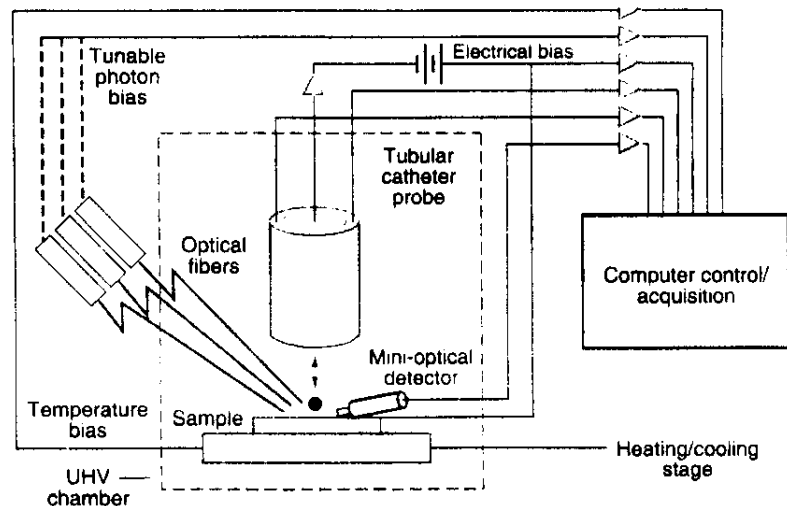 Tunable
photon
bias
Electrical bias
Tubular
catheter
probe
Optical
fibers
Computer control/
acquisition
Mini-optical
detector
Temperature
bias
Sample
Heating/cooling
stage
UHV
chamber